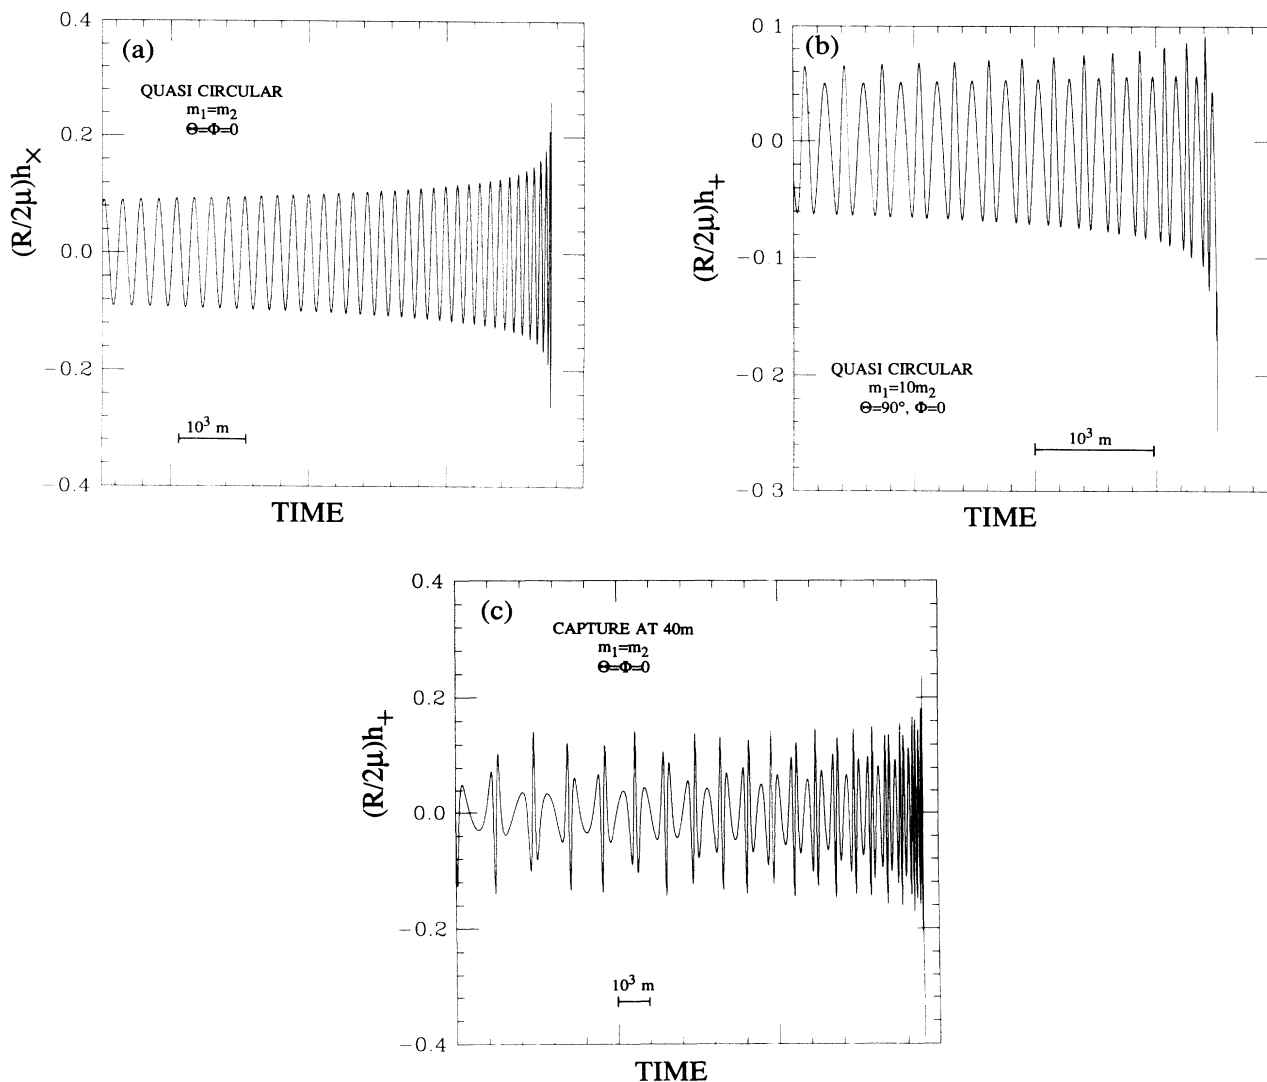 (a)
QUASI CIRCULAR
m₁=m₂
Θ=Φ=0
0.4
0.2
0.0
−0.2
−0.4
(R/2μ)h×
10³ m
TIME
(b)
0.1
0.0
−0.1
−0.2
−0.3
(R/2μ)h₊
QUASI CIRCULAR
m₁=10m₂
Θ=90°, Φ=0
10³ m
TIME
(c)
CAPTURE AT 40m
m₁=m₂
Θ=Φ=0
0.4
0.2
0.0
−0.2
−0.4
(R/2μ)h₊
10³ m
TIME